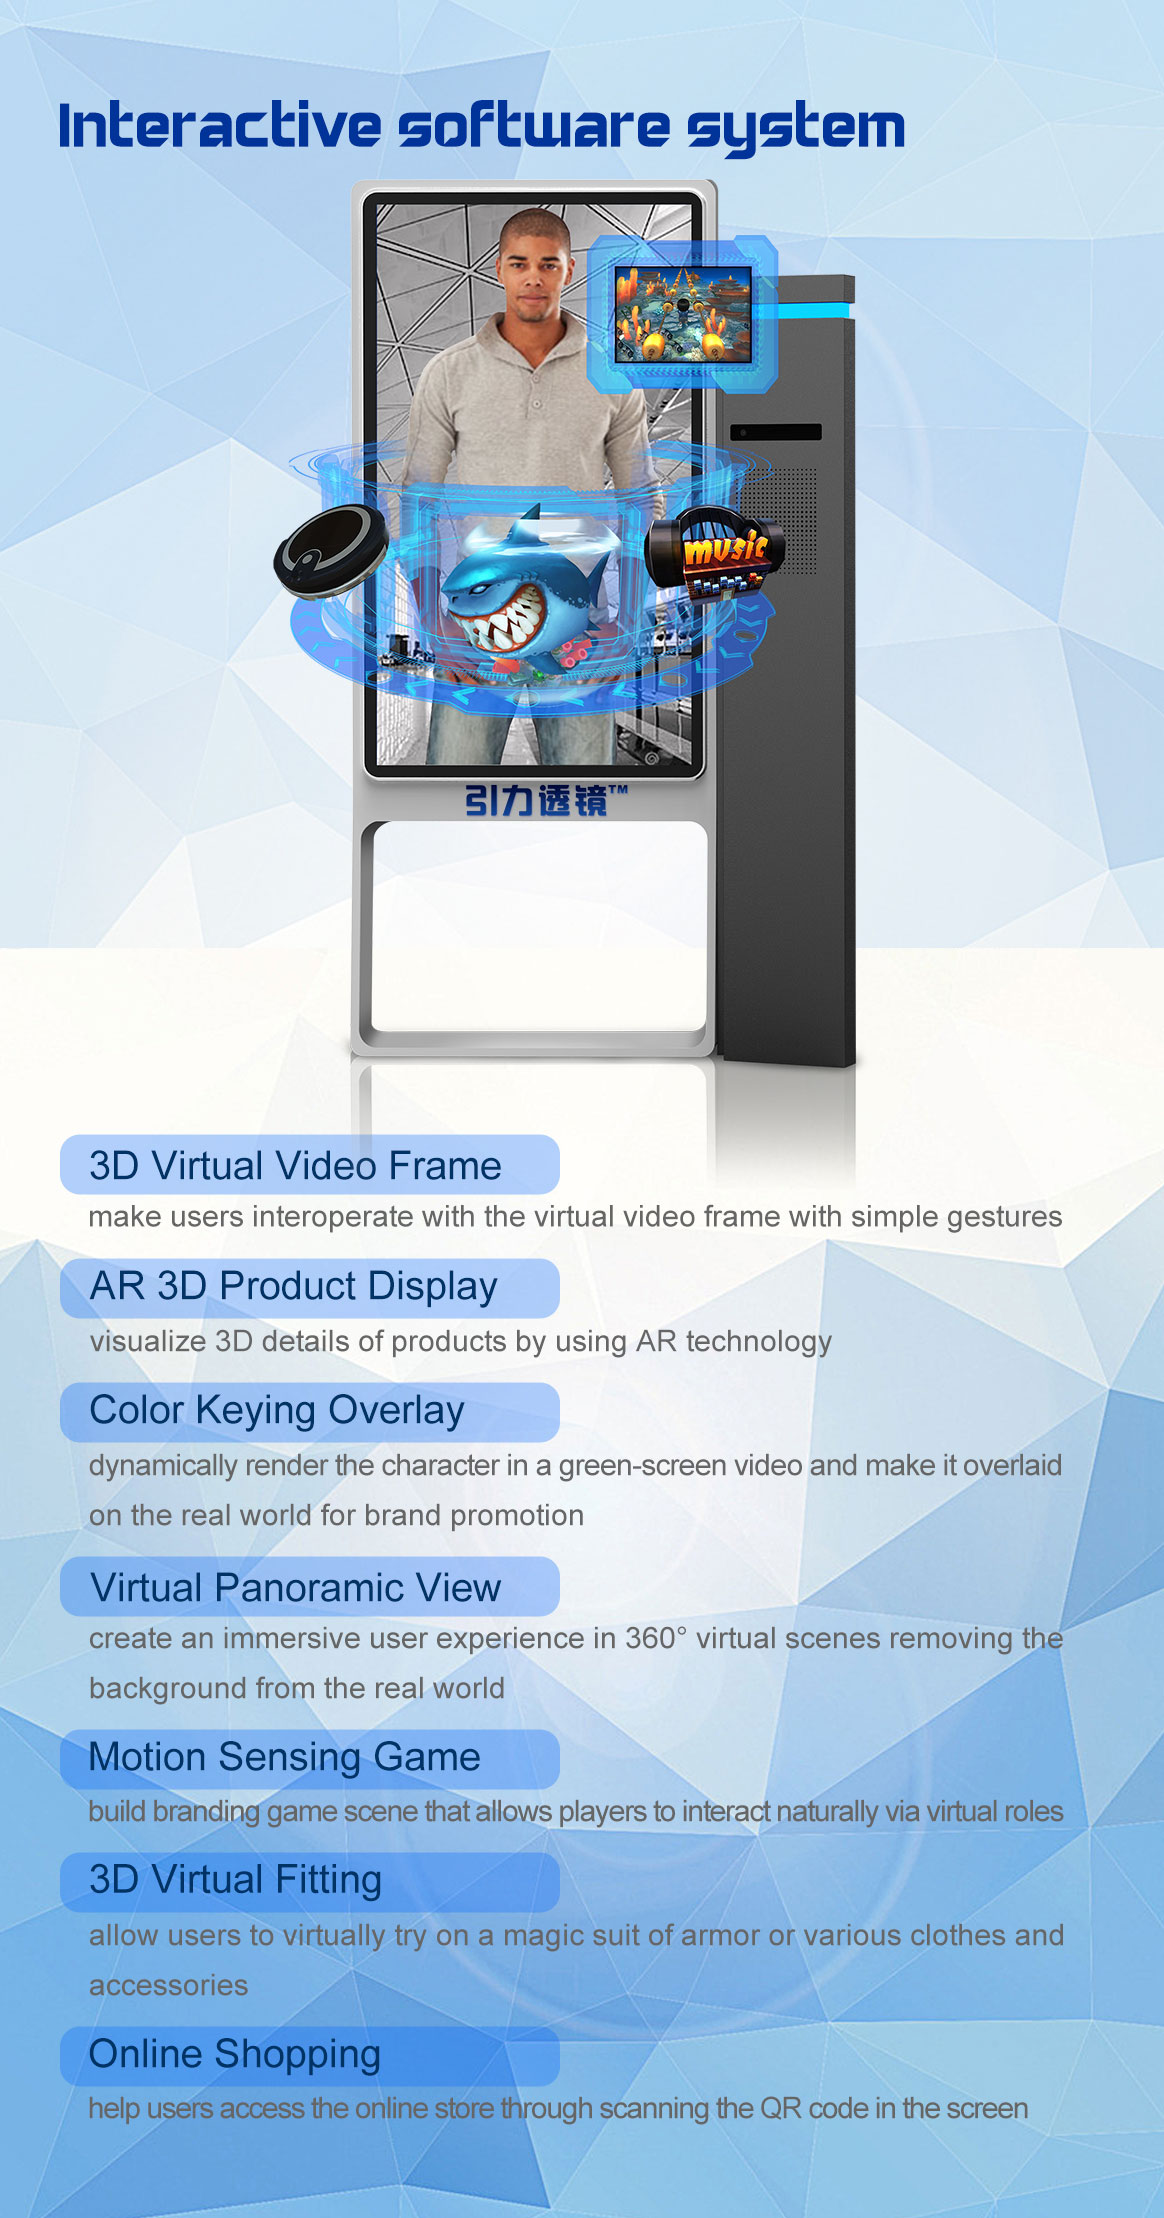 Interactive software system
music
引力透镜™
3D Virtual Video Frame
make users interoperate with the virtual video frame with simple gestures
AR 3D Product Display
visualize 3D details of products by using AR technology
Color Keying Overlay
dynamically render the character in a green-screen video and make it overlaid
on the real world for brand promotion
Virtual Panoramic View
create an immersive user experience in 360° virtual scenes removing the
background from the real world
Motion Sensing Game
build branding game scene that allows players to interact naturally via virtual roles
3D Virtual Fitting
allow users to virtually try on a magic suit of armor or various clothes and
accessories
Online Shopping
help users access the online store through scanning the QR code in the screen